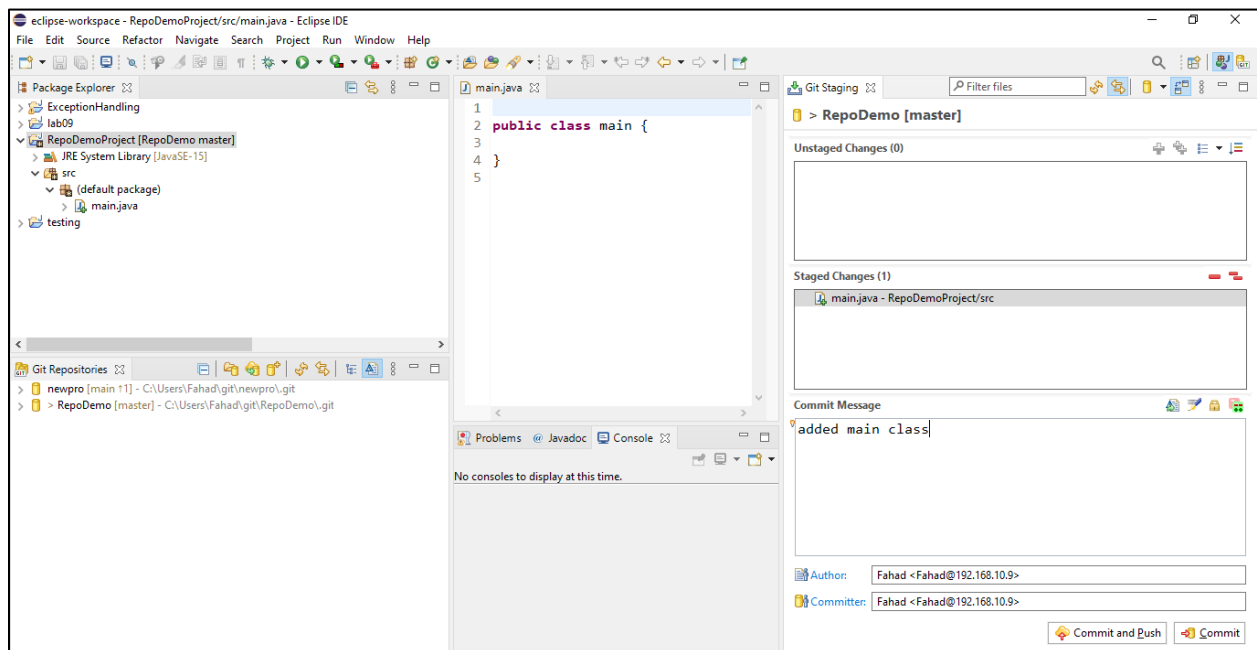 eclipse-workspace - RepoDemoProject/src/main.java - Eclipse IDE
File Edit Source Refactor Navigate Search Project Run Window Help
Package Explorer
ExceptionHandling
lab09
RepoDemoProject [RepoDemo master]
JRE System Library [JavaSE-15]
src
(default package)
main.java
testing
Git Repositories
newpro [main ↑1] - C:\Users\Fahad\git\newpro\.git
> RepoDemo [master] - C:\Users\Fahad\git\RepoDemo\.git
main.java
1
2 public class main {
3
4 }
5
Problems @ Javadoc Console
No consoles to display at this time.
Git Staging
Filter files
> RepoDemo [master]
Unstaged Changes (0)
Staged Changes (1)
main.java - RepoDemoProject/src
Commit Message
added main class
Author: Fahad <Fahad@192.168.10.9>
Committer: Fahad <Fahad@192.168.10.9>
Commit and Push Commit